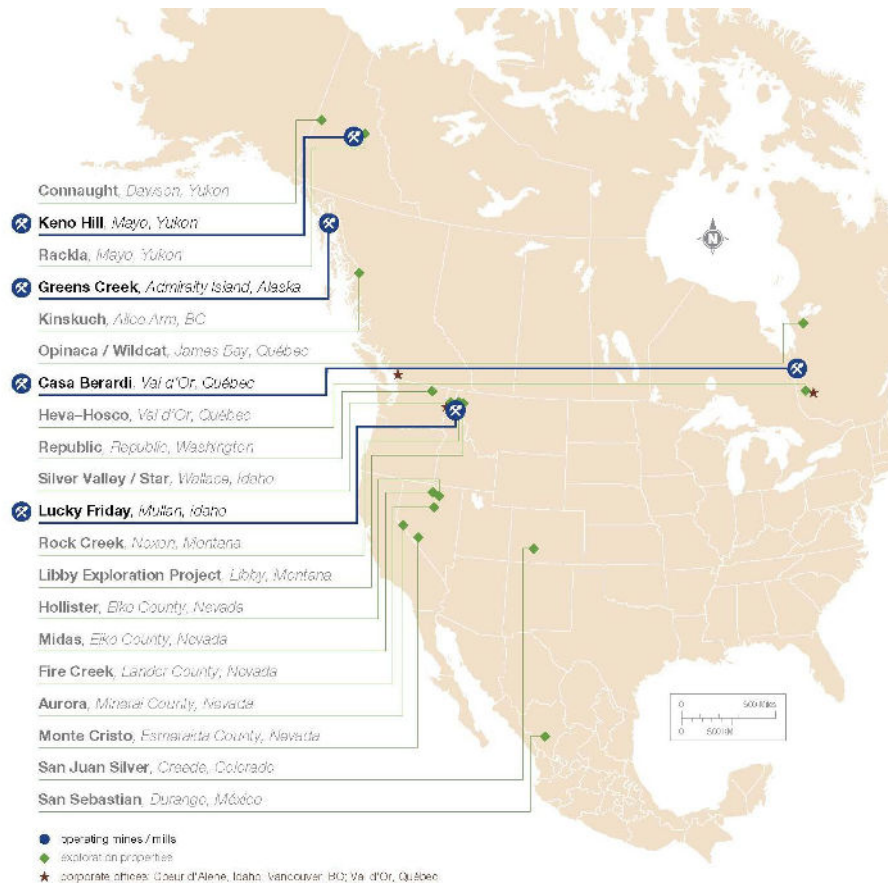 Connaught, Dawson, Yukon
Keno Hill, Mayo, Yukon
Rackla, Mayo, Yukon
Greens Creek, Admiralty Island, Alaska
Kinskuch, Alice Arm, BC
Opinaca / Wildcat, James Bay, Québec
Casa Berardi, Val d'Or, Québec
Heva–Hosco, Val d'Or, Québec
Republic, Republic, Washington
Silver Valley / Star, Wallace, Idaho
Lucky Friday, Mullan, Idaho
Rock Creek, Noxon, Montana
Libby Exploration Project, Libby, Montana
Hollister, Elko County, Nevada
Midas, Elko County, Nevada
Fire Creek, Lander County, Nevada
Aurora, Mineral County, Nevada
Monte Cristo, Esmeralda County, Nevada
San Juan Silver, Creede, Colorado
San Sebastian, Durango, México
N
0 500 Miles
0 500 KM
operating mines / mills
exploration properties
corporate offices: Coeur d'Alene, Idaho; Vancouver, BC; Val d'Or, Québec